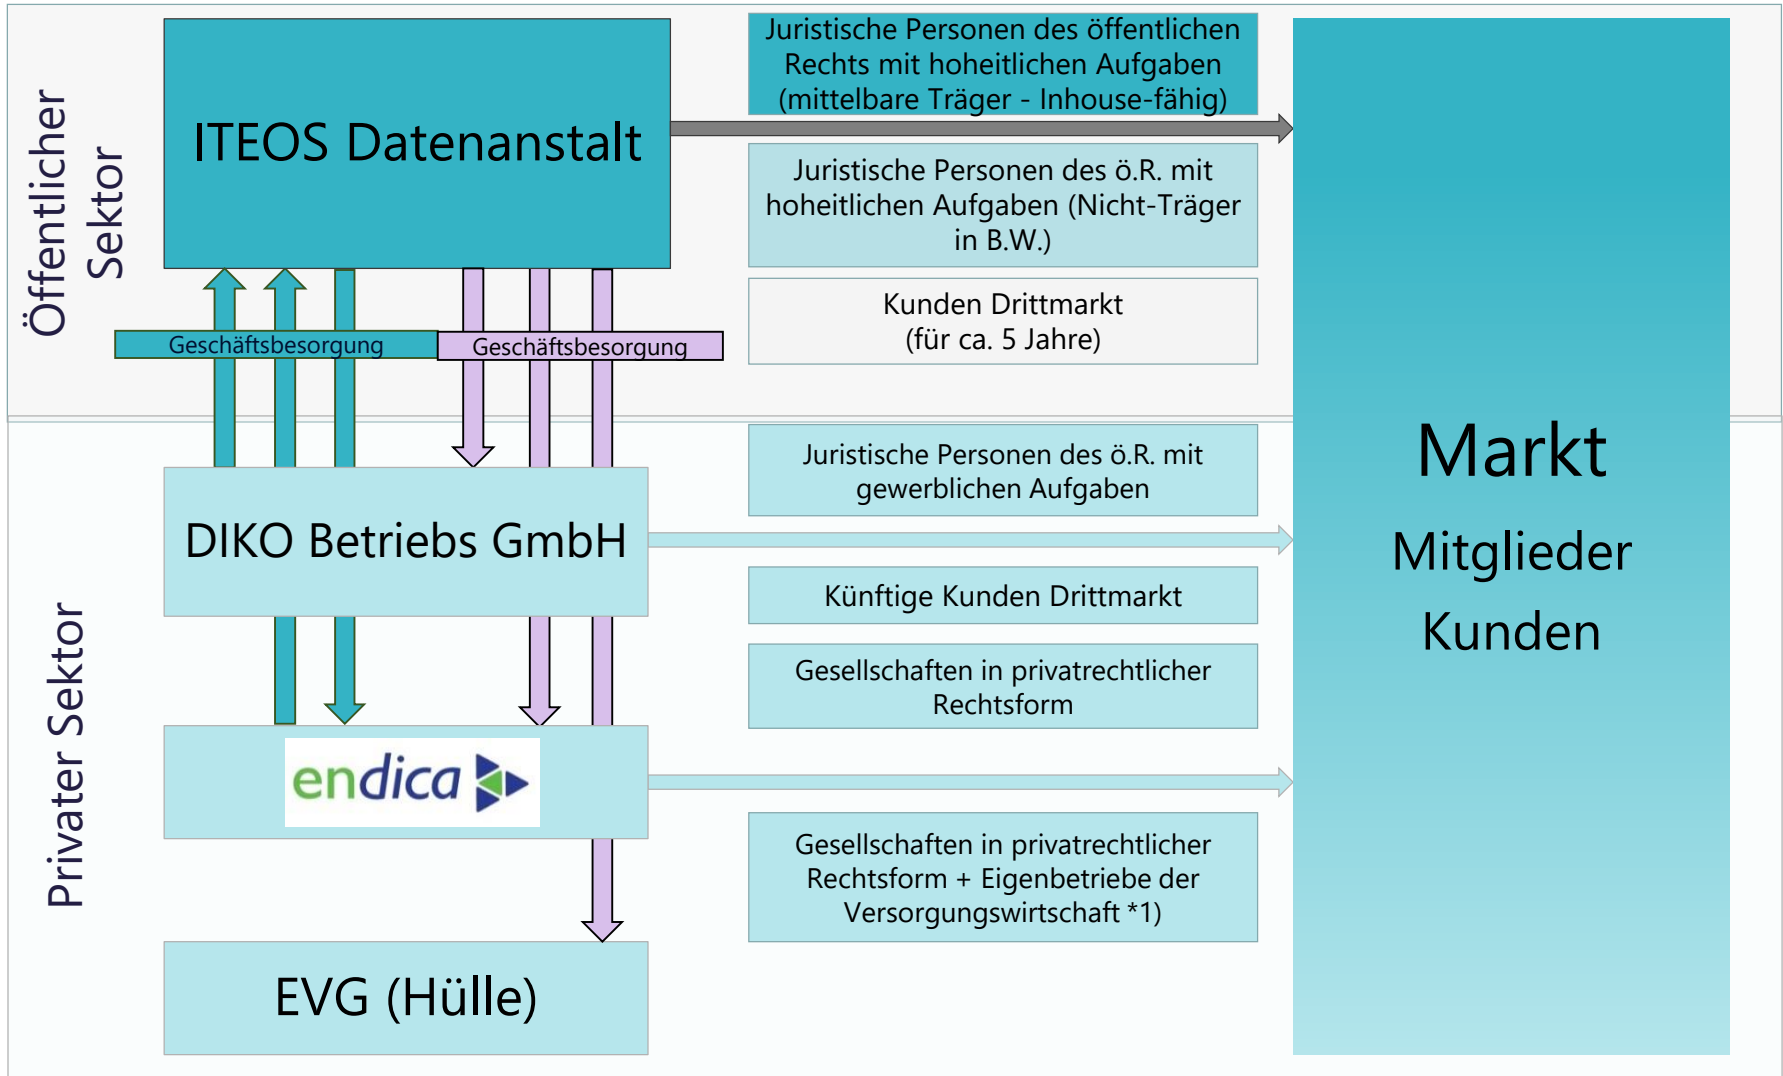 Öffentlicher
Sektor
ITEOS Datenanstalt
Juristische Personen des öffentlichen
Rechts mit hoheitlichen Aufgaben
(mittelbare Träger - Inhouse-fähig)
Juristische Personen des ö.R. mit
hoheitlichen Aufgaben (Nicht-Träger
in B.W.)
Kunden Drittmarkt
(für ca. 5 Jahre)
Geschäftsbesorgung
Geschäftsbesorgung
Privater Sektor
DIKO Betriebs GmbH
Juristische Personen des ö.R. mit
gewerblichen Aufgaben
Künftige Kunden Drittmarkt
Gesellschaften in privatrechtlicher
Rechtsform
endica
Gesellschaften in privatrechtlicher
Rechtsform + Eigenbetriebe der
Versorgungswirtschaft *1)
EVG (Hülle)
Markt
Mitglieder
Kunden